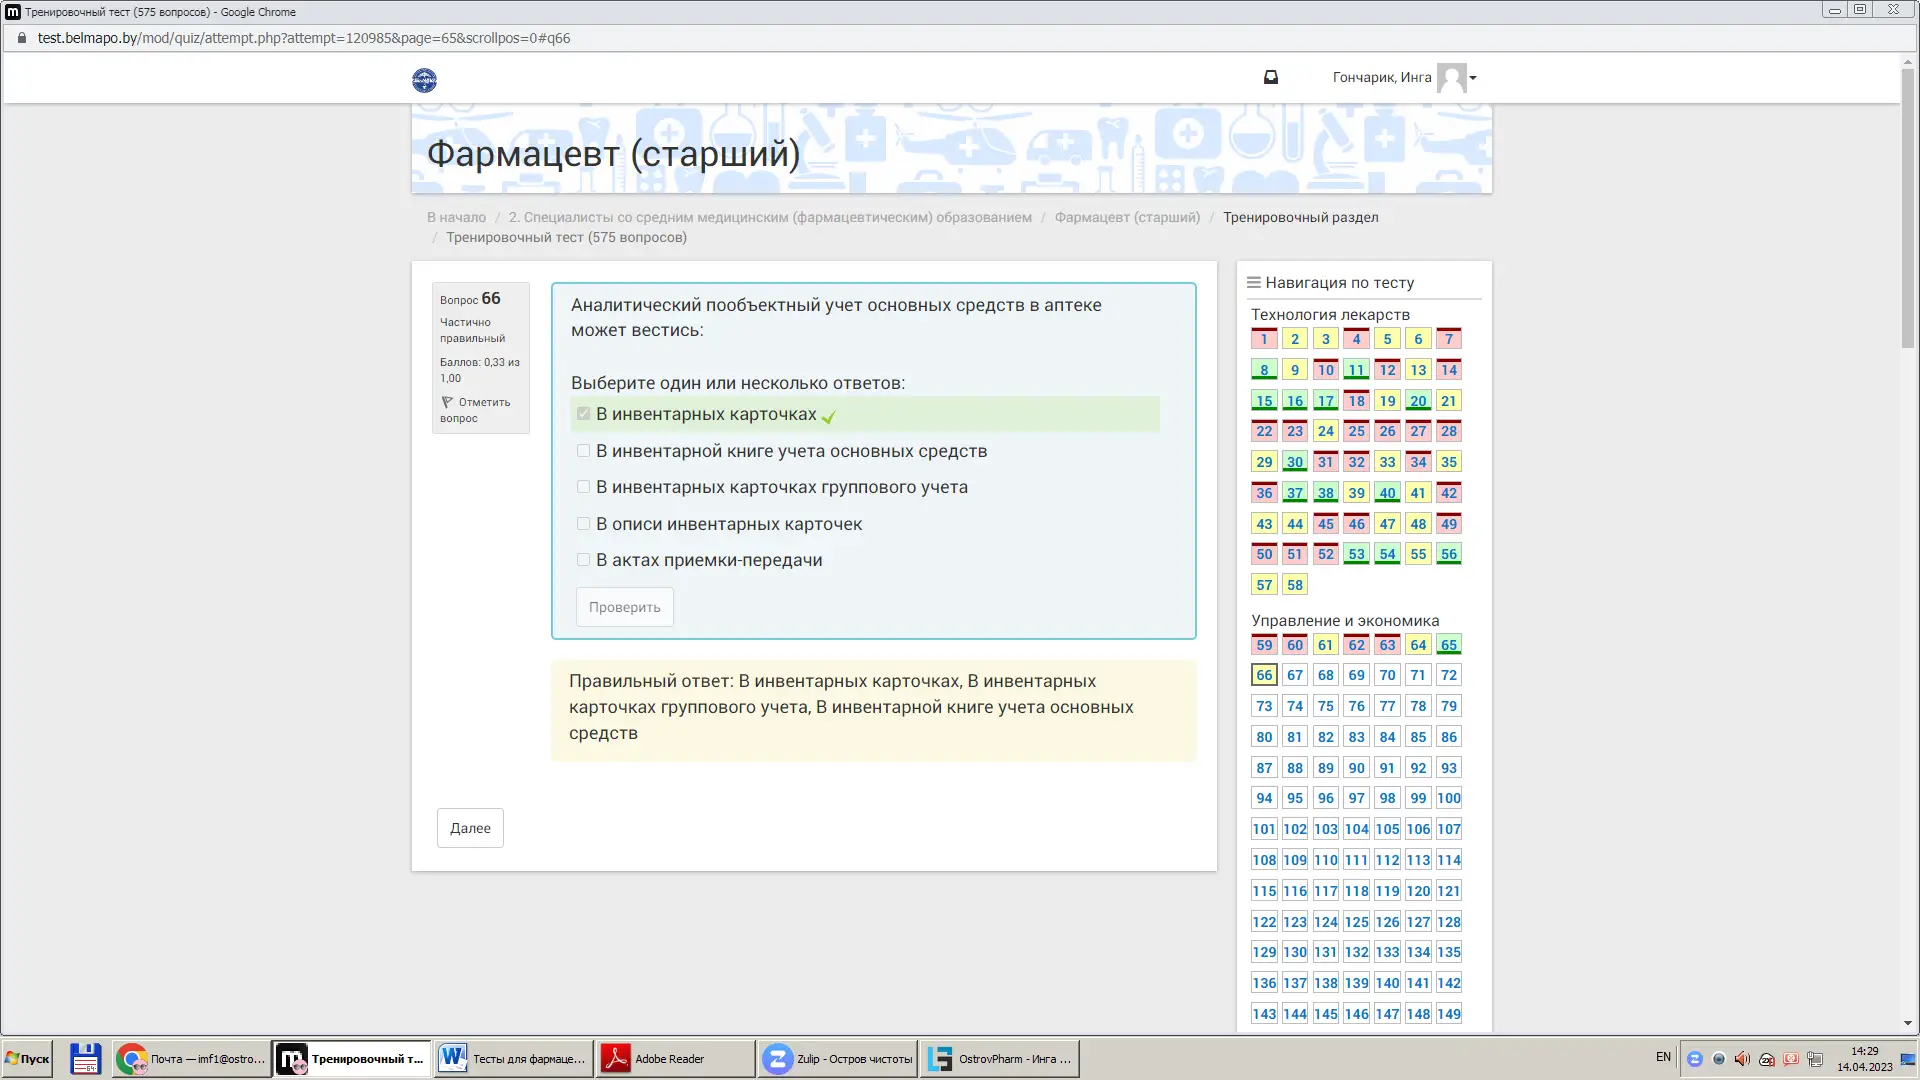 Тренировочный тест (575 вопросов) - Google Chrome
test.belmapo.by/mod/quiz/attempt.php?attempt=120985&page=65&scrollpos=0#q66
Гончарик, Инга
Фармацевт (старший)
В начало / 2. Специалисты со средним медицинским (фармацевтическим) образованием / Фармацевт (старший) / Тренировочный раздел
/ Тренировочный тест (575 вопросов)
Вопрос 66
Частично
правильный
Баллов: 0,33 из
1,00
Отметить
вопрос
Аналитический пообъектный учет основных средств в аптеке
может вестись:
Выберите один или несколько ответов:
В инвентарных карточках
В инвентарной книге учета основных средств
В инвентарных карточках группового учета
В описи инвентарных карточек
В актах приемки-передачи
Проверить
Правильный ответ: В инвентарных карточках, В инвентарных
карточках группового учета, В инвентарной книге учета основных
средств
Далее
Навигация по тесту
Технология лекарств
1 2 3 4 5 6 7
8 9 10 11 12 13 14
15 16 17 18 19 20 21
22 23 24 25 26 27 28
29 30 31 32 33 34 35
36 37 38 39 40 41 42
43 44 45 46 47 48 49
50 51 52 53 54 55 56
57 58
Управление и экономика
59 60 61 62 63 64 65
66 67 68 69 70 71 72
73 74 75 76 77 78 79
80 81 82 83 84 85 86
87 88 89 90 91 92 93
94 95 96 97 98 99 100
101 102 103 104 105 106 107
108 109 110 111 112 113 114
115 116 117 118 119 120 121
122 123 124 125 126 127 128
129 130 131 132 133 134 135
136 137 138 139 140 141 142
143 144 145 146 147 148 149
Пуск
Почта — imf1@ostro...
Тренировочный т...
Тесты для фармаце...
Adobe Reader
Zulip - Остров чистоты
OstrovPharm - Инга ...
EN
14:29
14.04.2023